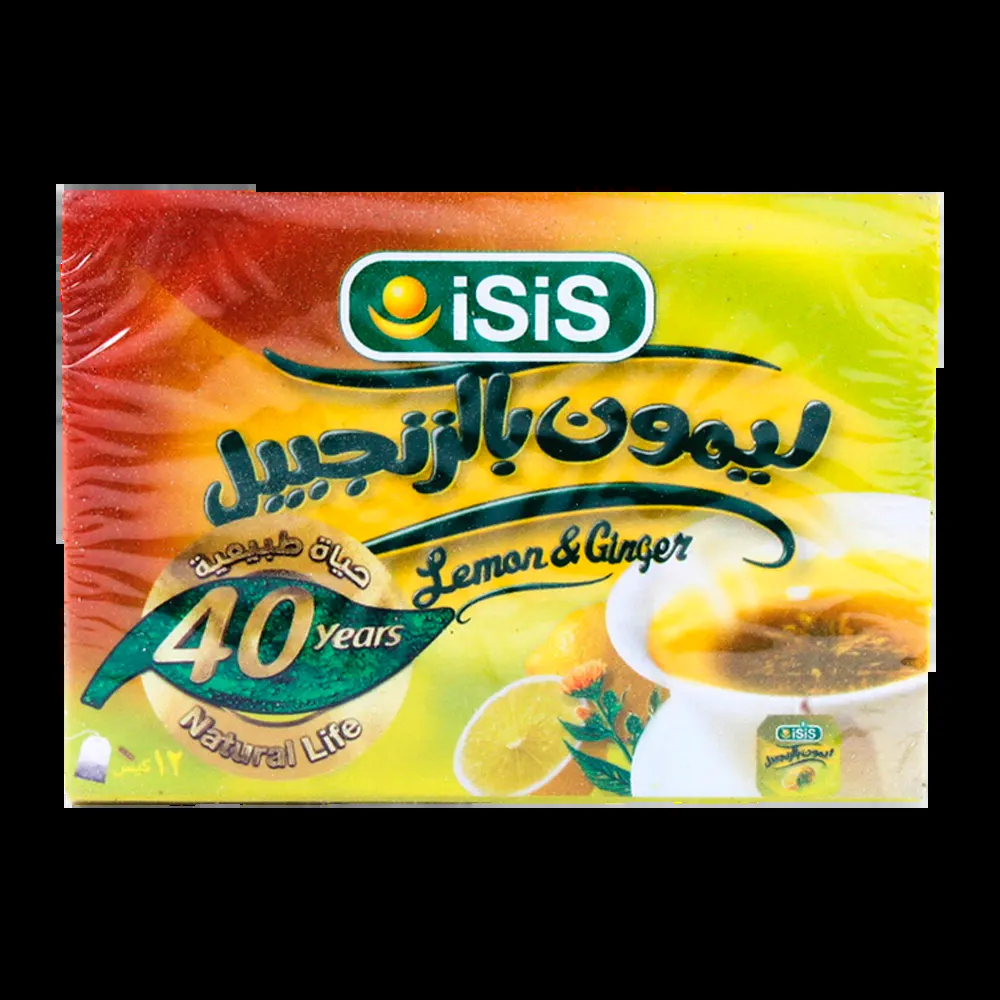 iSiS
ليمون بالزنجبيل
Lemon & Ginger
حياة طبيعية
40 Years
Natural Life
١٢ كيس
iSiS
ليمون بالزنجبيل